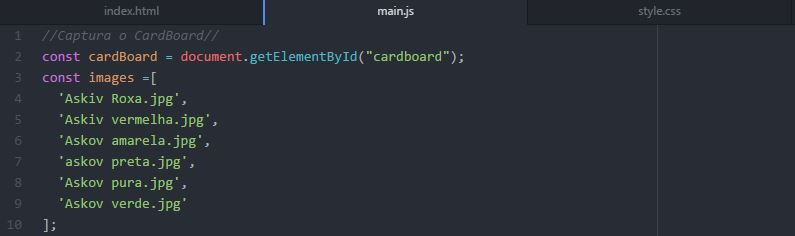 index.html main.js style.css
1 //Captura o CardBoard//
2 const cardBoard = document.getElementById("cardboard");
3 const images =[
4 'Askiv Roxa.jpg',
5 'Askiv vermelha.jpg',
6 'Askov amarela.jpg',
7 'askov preta.jpg',
8 'Askov pura.jpg',
9 'Askov verde.jpg'
10 ];